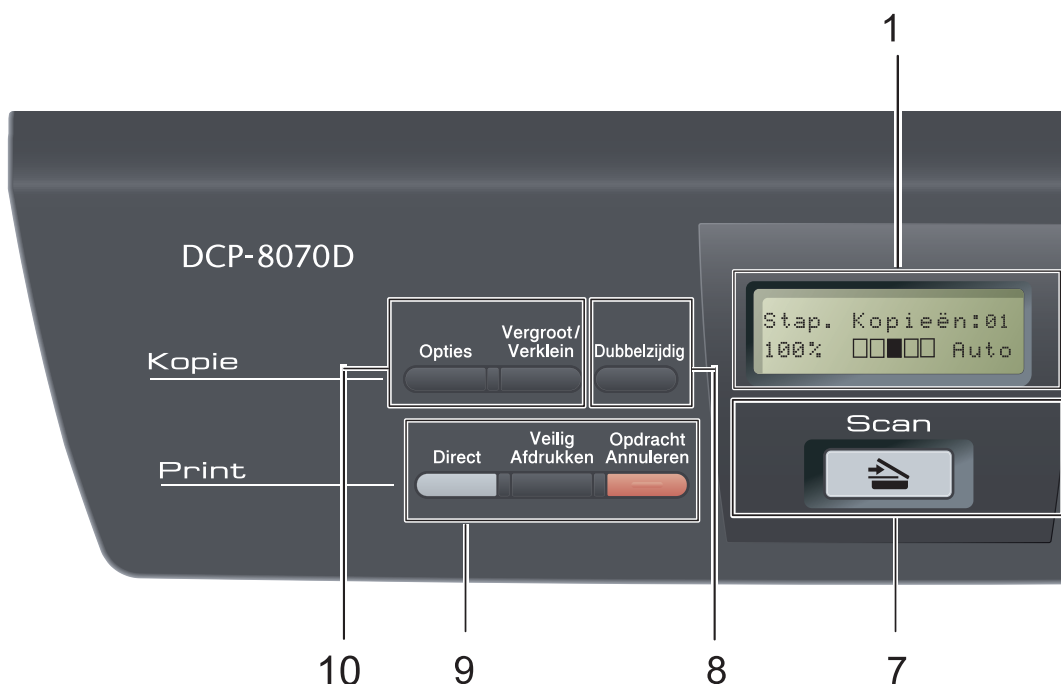 1
DCP-8070D
Stap. Kopieën:01
100% Auto
Kopie
Opties
Vergroot/
Verklein
Dubbelzijdig
Scan
Print
Direct
Veilig
Afdrukken
Opdracht
Annuleren
10
9
8
7